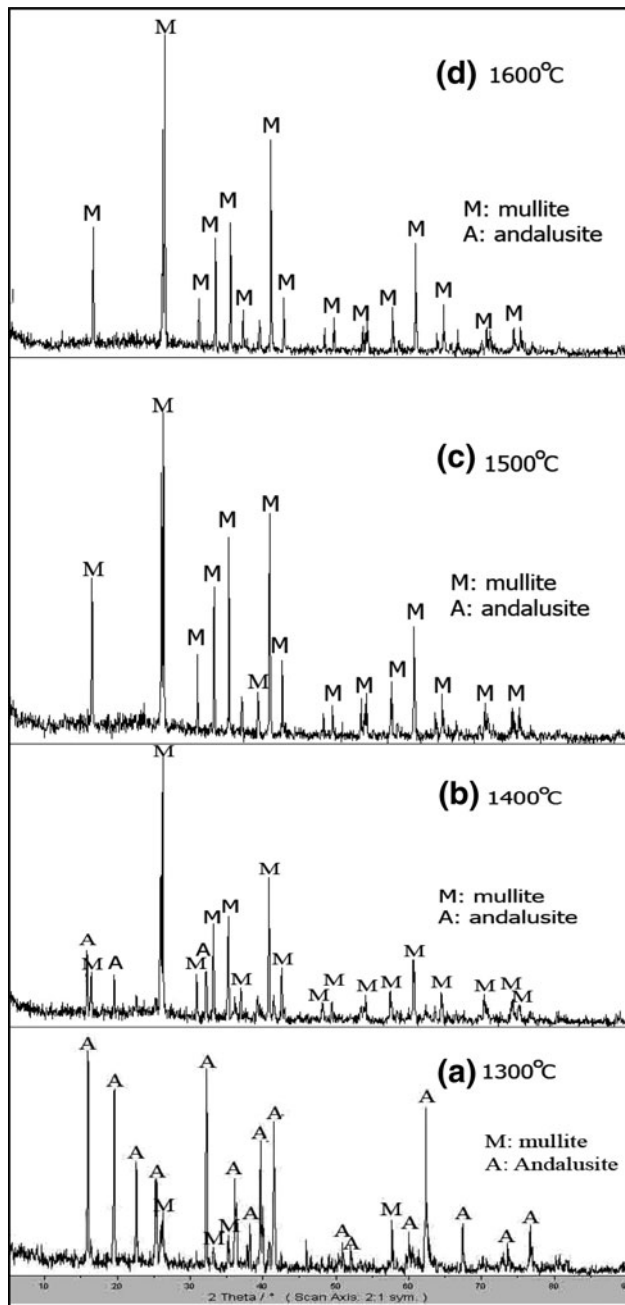 M
(d) 1600°C
M
M: mullite
A: andalusite
M M M M M
M M M M M M M M M
M
(c) 1500°C
M M
M: mullite
A: andalusite
M M M
M M M M M M M M M M
M
(b) 1400°C
M
M: mullite
A: andalusite
A M M
M A M A M M M M M M M M M M
A A A A
(a) 1300°C
M: mullite
A: Andalusite
A A A A A
M M M A A A M A A A A
10 20 30 40 50 60 70 80
2 Theta / ° ( Scan Axis: 2:1 sym. )